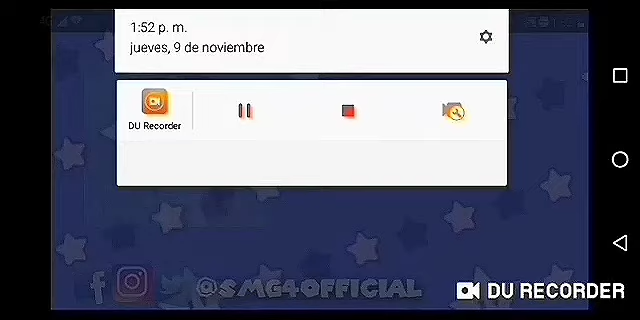 1:52 p. m.
jueves, 9 de noviembre
DU Recorder
@SMG4OFFICIAL
DU RECORDER